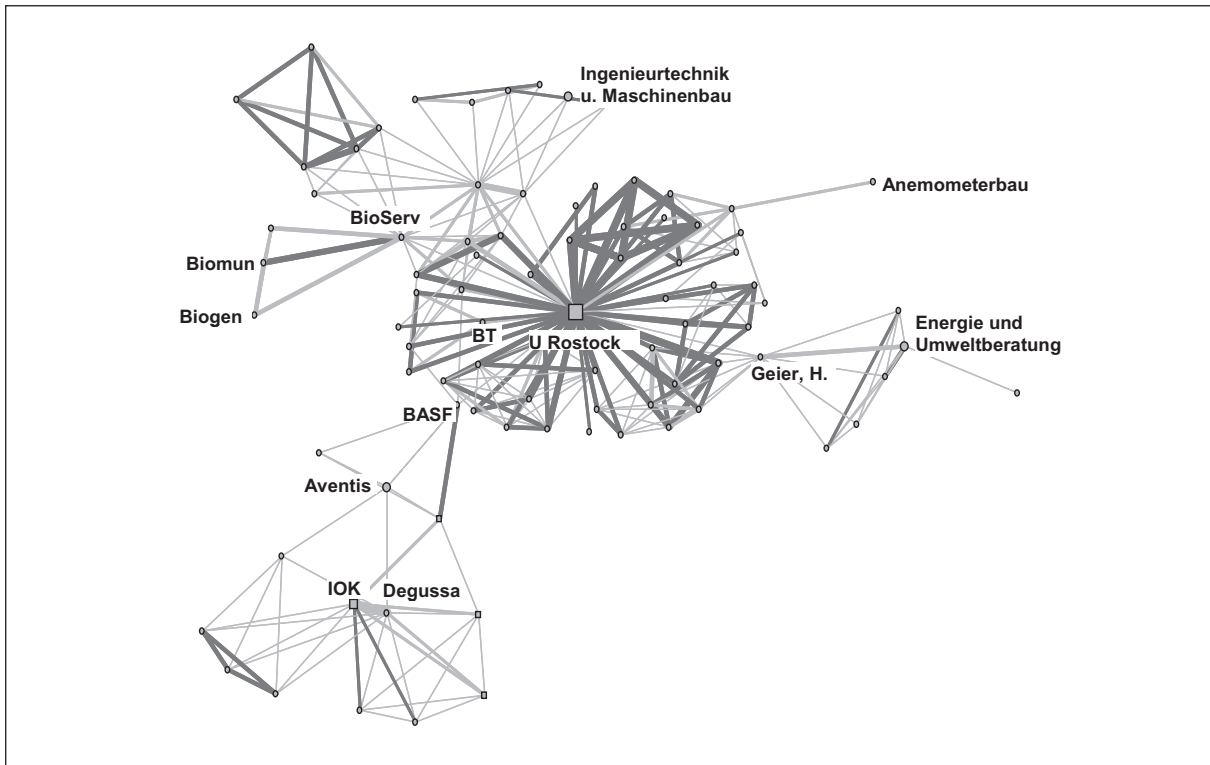 Ingenieurtechnik
u. Maschinenbau
Anemometerbau
BioServ
Biomun
Biogen
BT
U Rostock
Energie und
Umweltberatung
Geier, H.
BASF
Aventis
IOK
Degussa